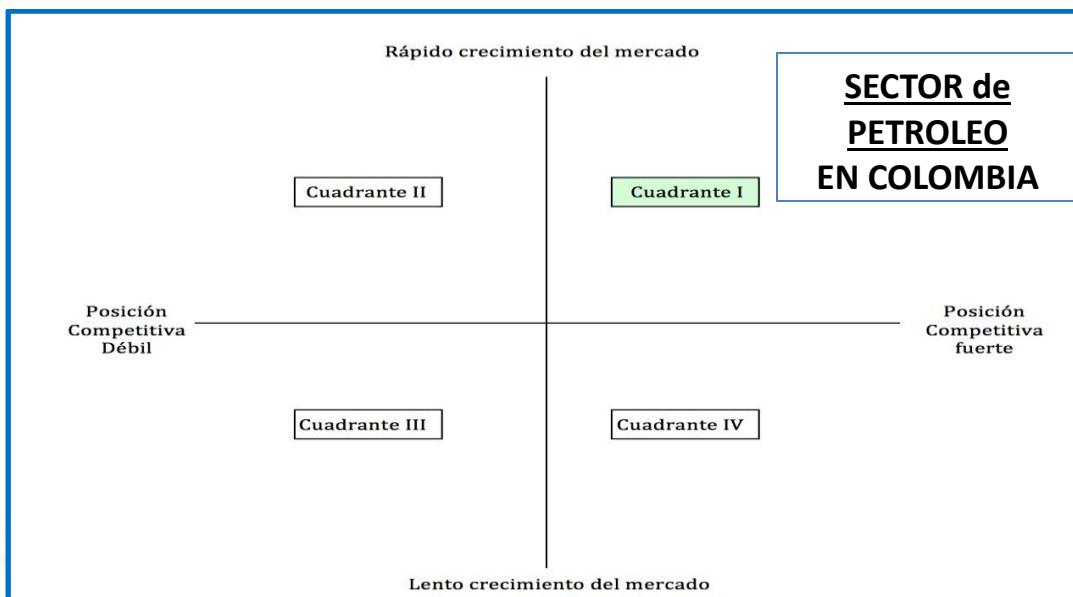 Rápido crecimiento del mercado
SECTOR de
PETROLEO
EN COLOMBIA
Cuadrante II
Cuadrante I
Posición
Competitiva
Débil
Posición
Competitiva
fuerte
Cuadrante III
Cuadrante IV
Lento crecimiento del mercado